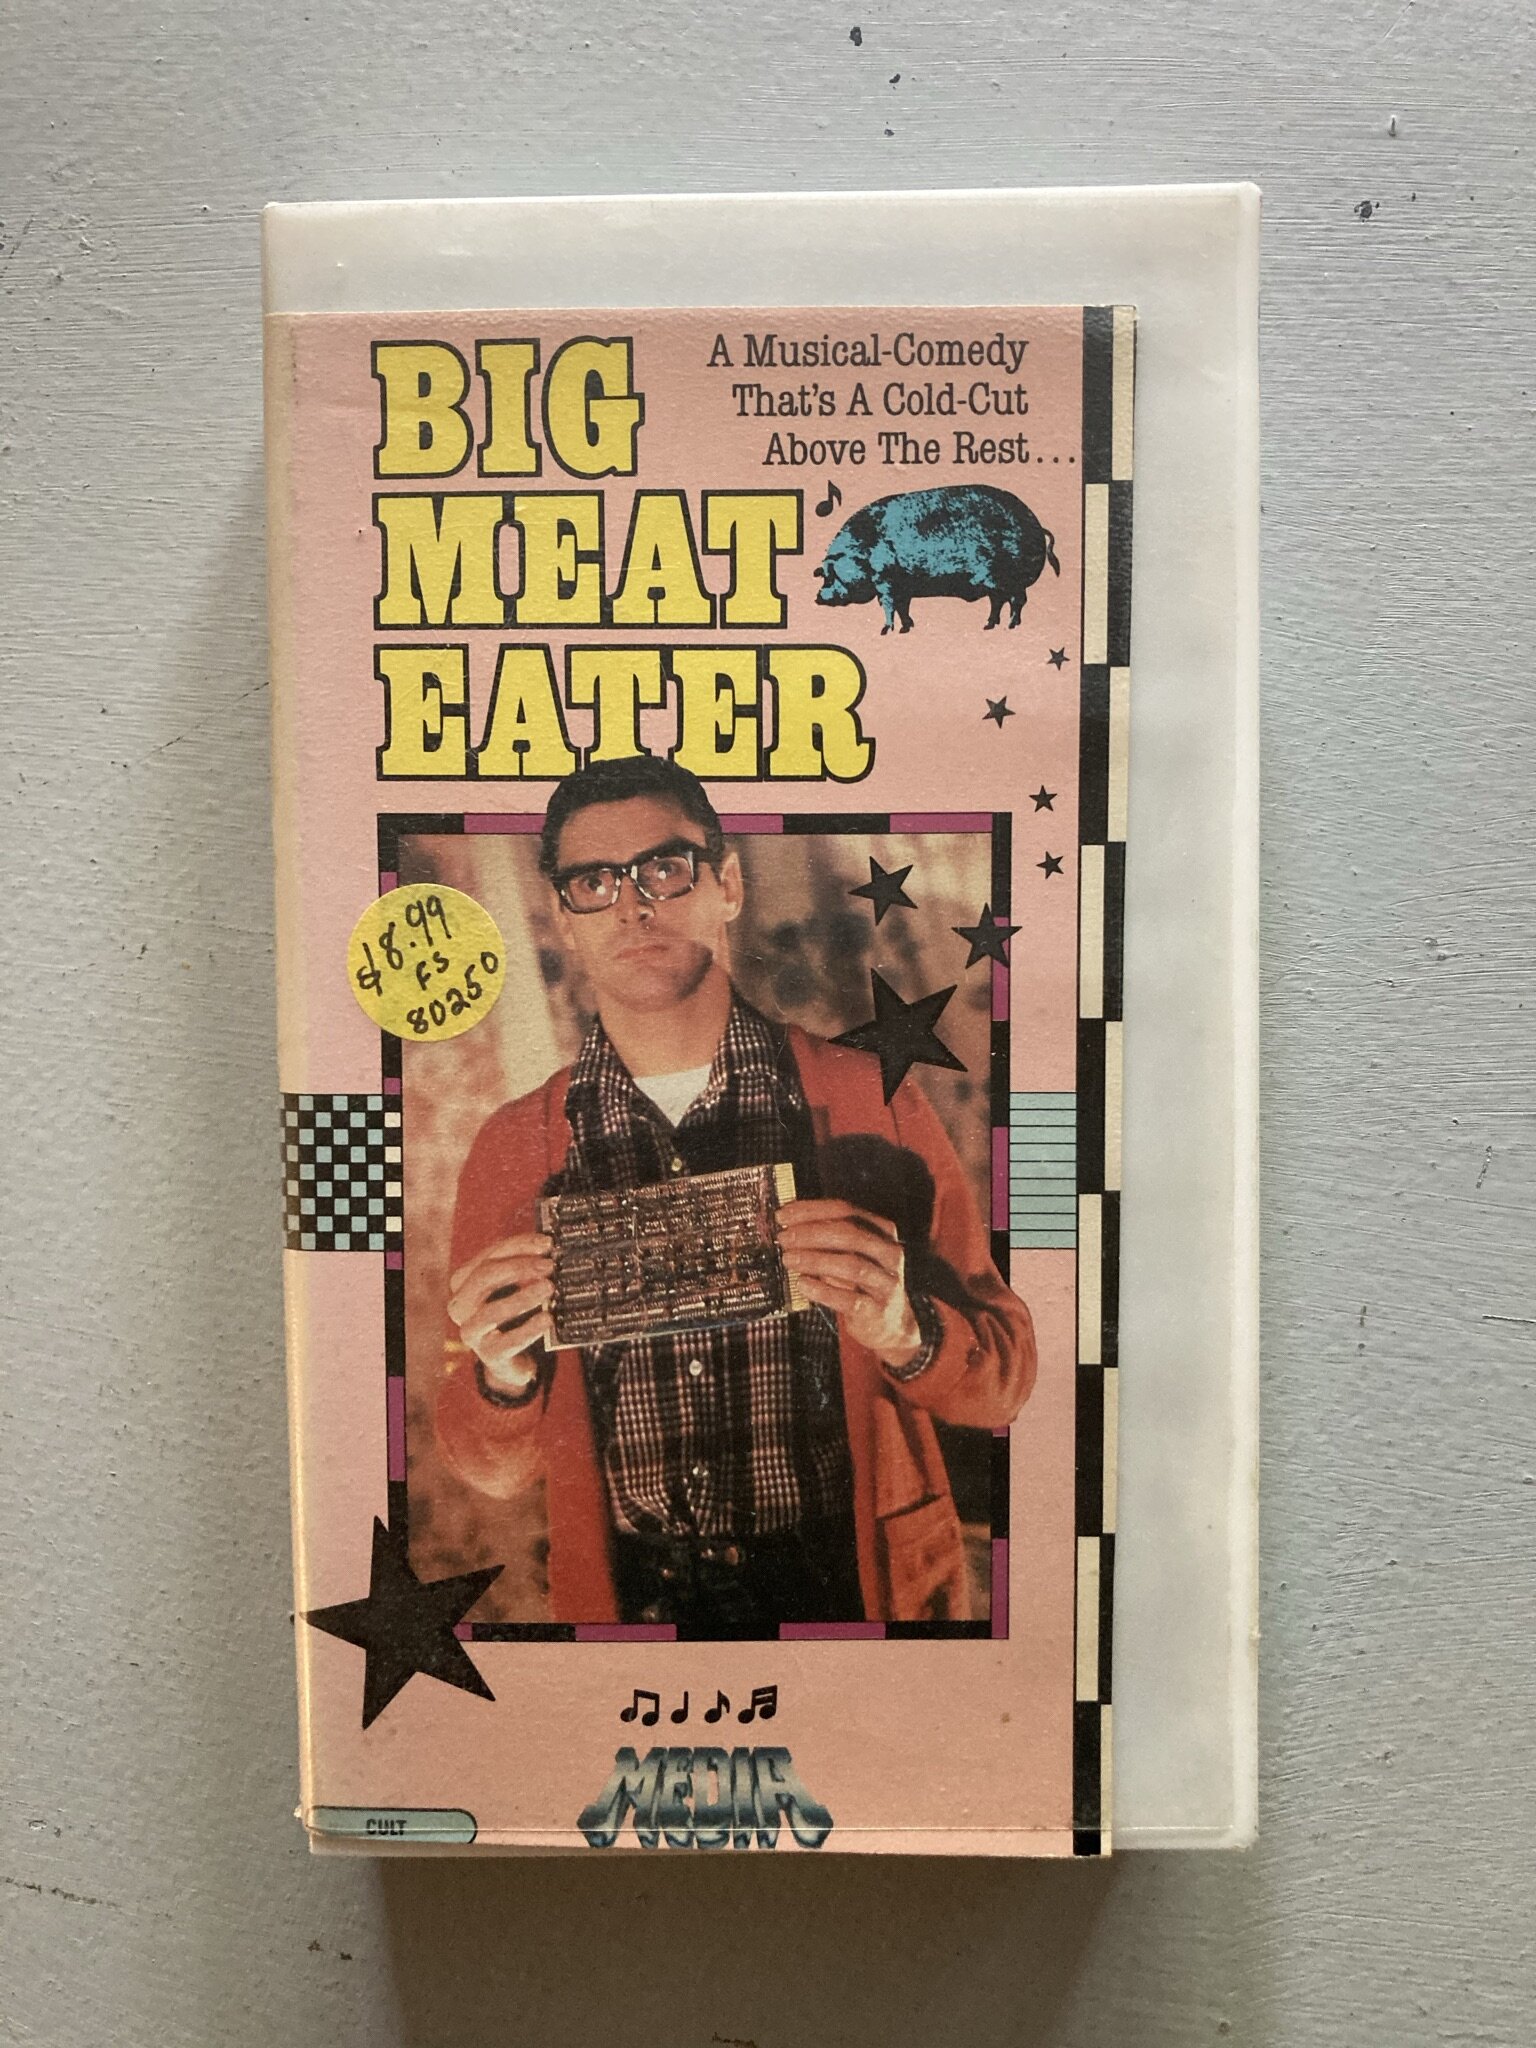 BIG
MEAT
EATER
A Musical-Comedy
That's A Cold-Cut
Above The Rest...
$8.99
FS
80250
MEDIA
CULT